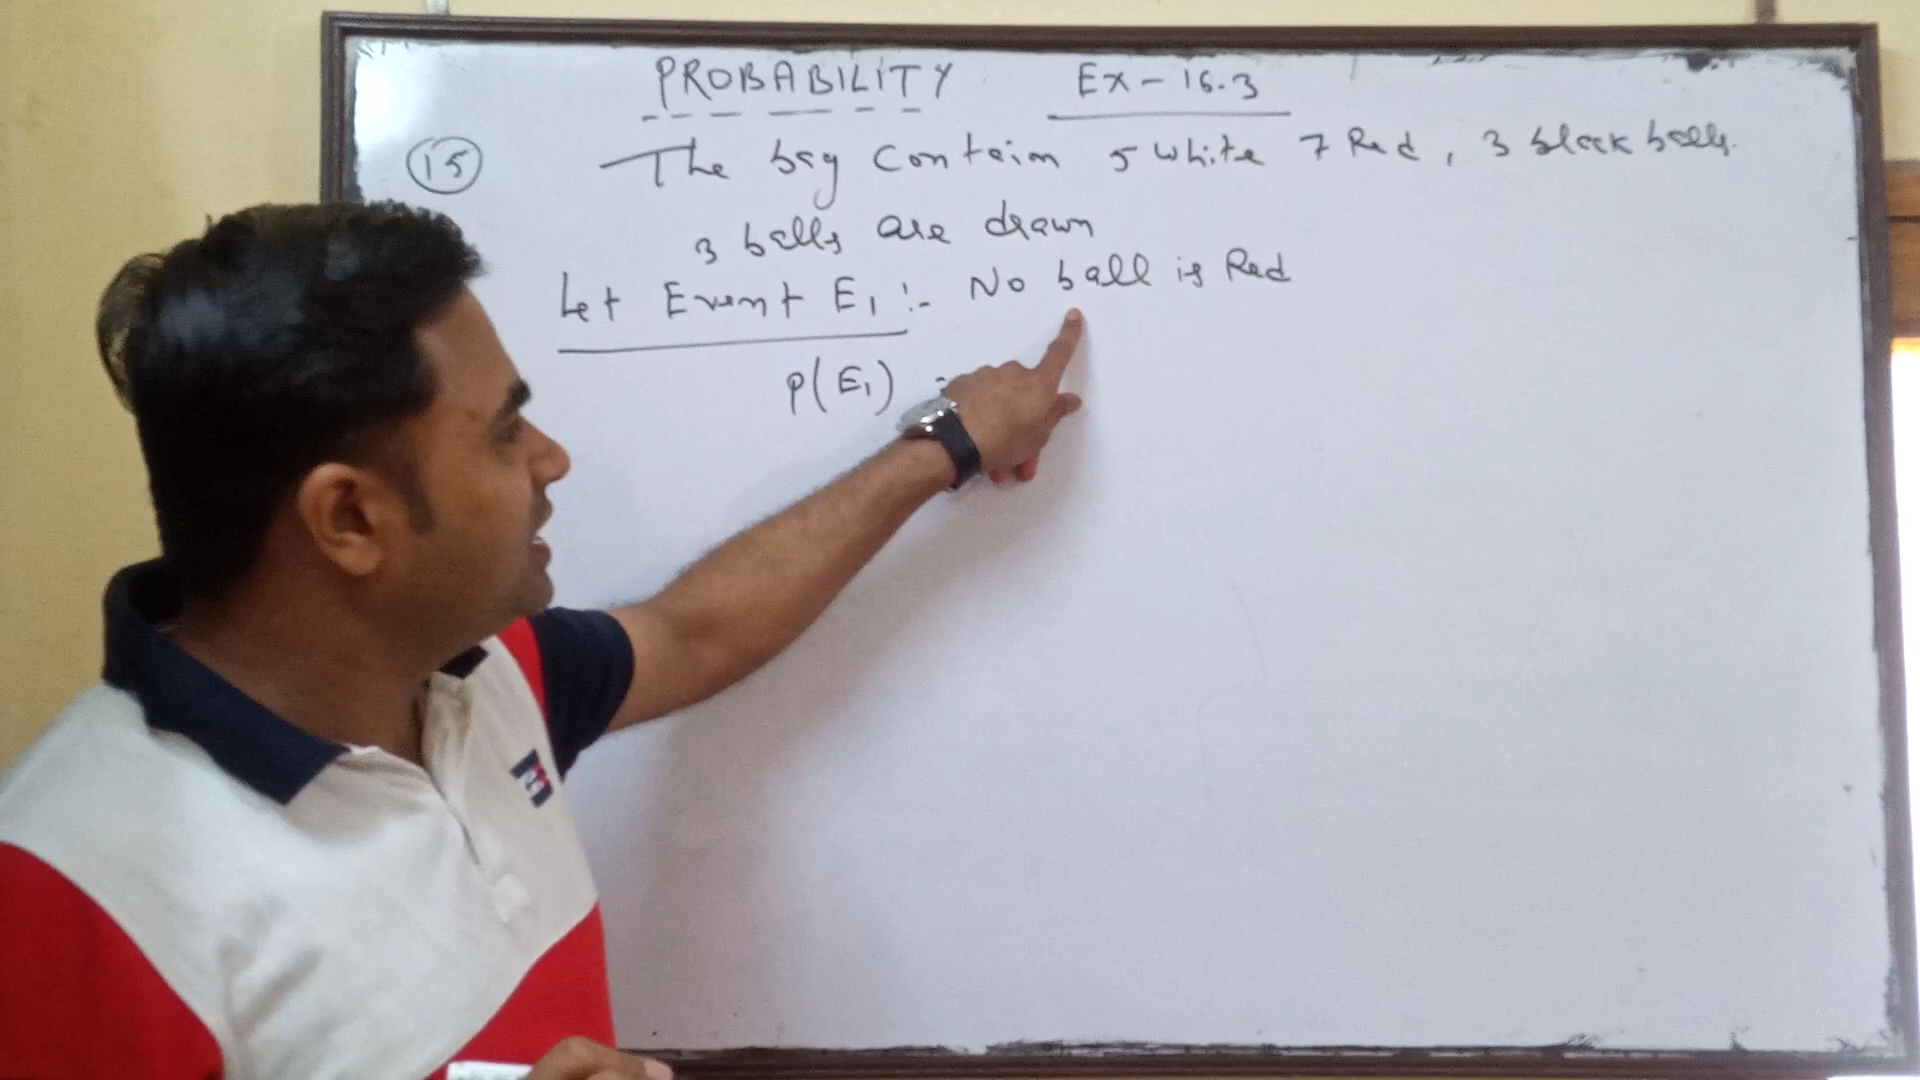 PROBABILITY Ex - 16.3
(15) The bag contain 5 white 7 Red, 3 black balls.
3 balls are drawn
Let Event E₁ :- No ball is Red
P(E₁) =